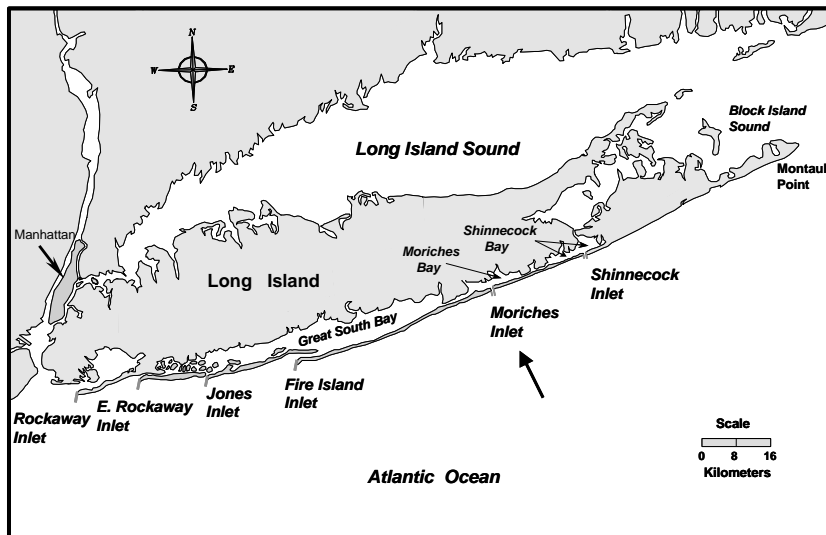 N
W E
S
Block Island
Sound
Long Island Sound
Montauk
Point
Manhattan
Shinnecock
Bay
Moriches
Bay
Long Island
Shinnecock
Inlet
Moriches
Inlet
Great South Bay
Fire Island
Inlet
Jones
Inlet
E. Rockaway
Inlet
Rockaway
Inlet
Scale
0 8 16
Kilometers
Atlantic Ocean